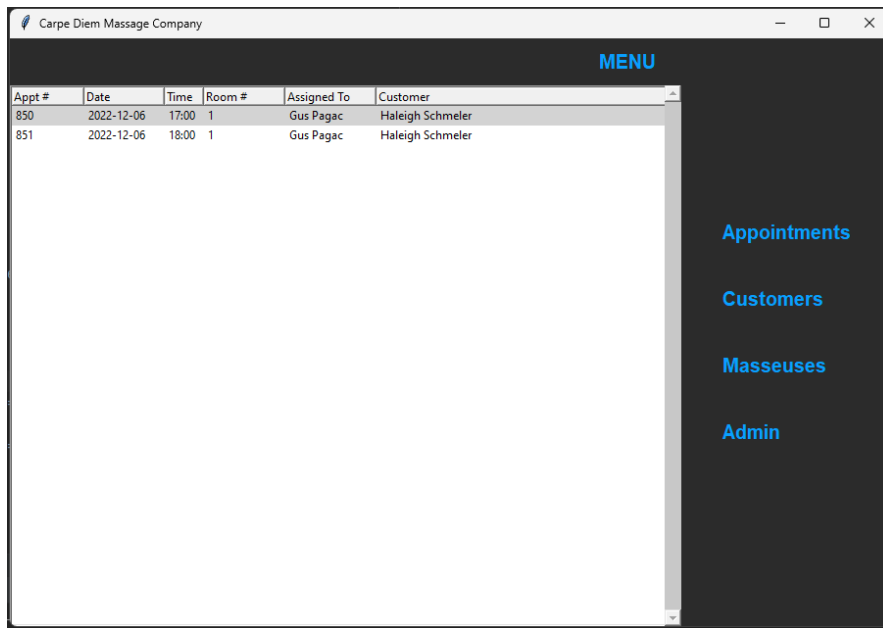 Carpe Diem Massage Company
MENU
Appt # Date Time Room # Assigned To Customer
850 2022-12-06 17:00 1 Gus Pagac Haleigh Schmeler
851 2022-12-06 18:00 1 Gus Pagac Haleigh Schmeler
Appointments
Customers
Masseuses
Admin